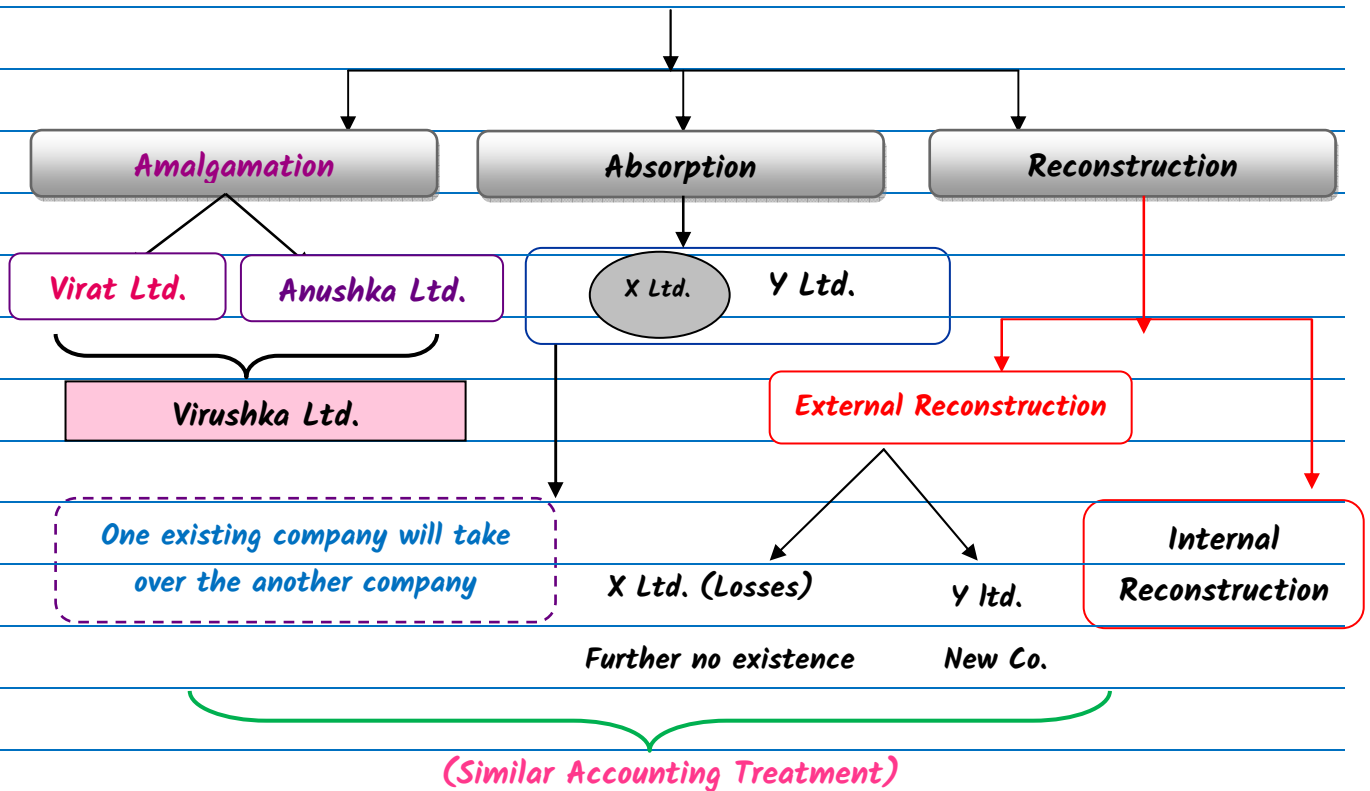 Amalgamation
Absorption
Reconstruction
Virat Ltd.
Anushka Ltd.
X Ltd.
Y Ltd.
Virushka Ltd.
External Reconstruction
One existing company will take
over the another company
X Ltd. (Losses)
Y ltd.
Internal
Reconstruction
Further no existence
New Co.
(Similar Accounting Treatment)